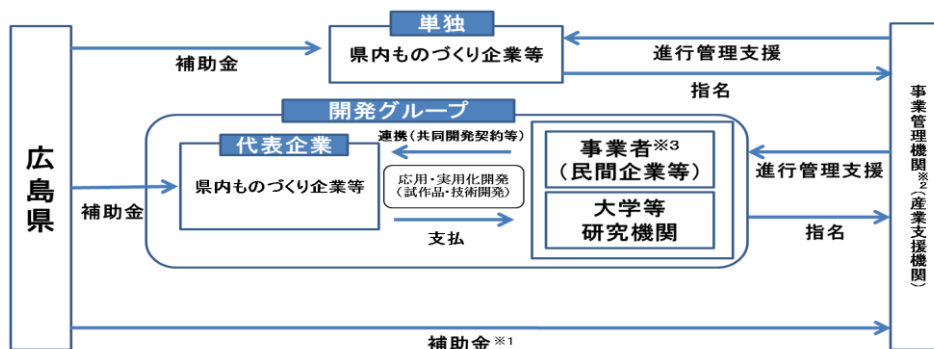 単独
県内ものづくり企業等
補助金
進行管理支援
指名
広島県
開発グループ
代表企業
県内ものづくり企業等
補助金
連携(共同開発契約等)
応用・実用化開発
(試作品・技術開発)
支払
事業者※3
(民間企業等)
大学等
研究機関
進行管理支援
指名
事業管理機関※2(産業支援機関)
補助金※1